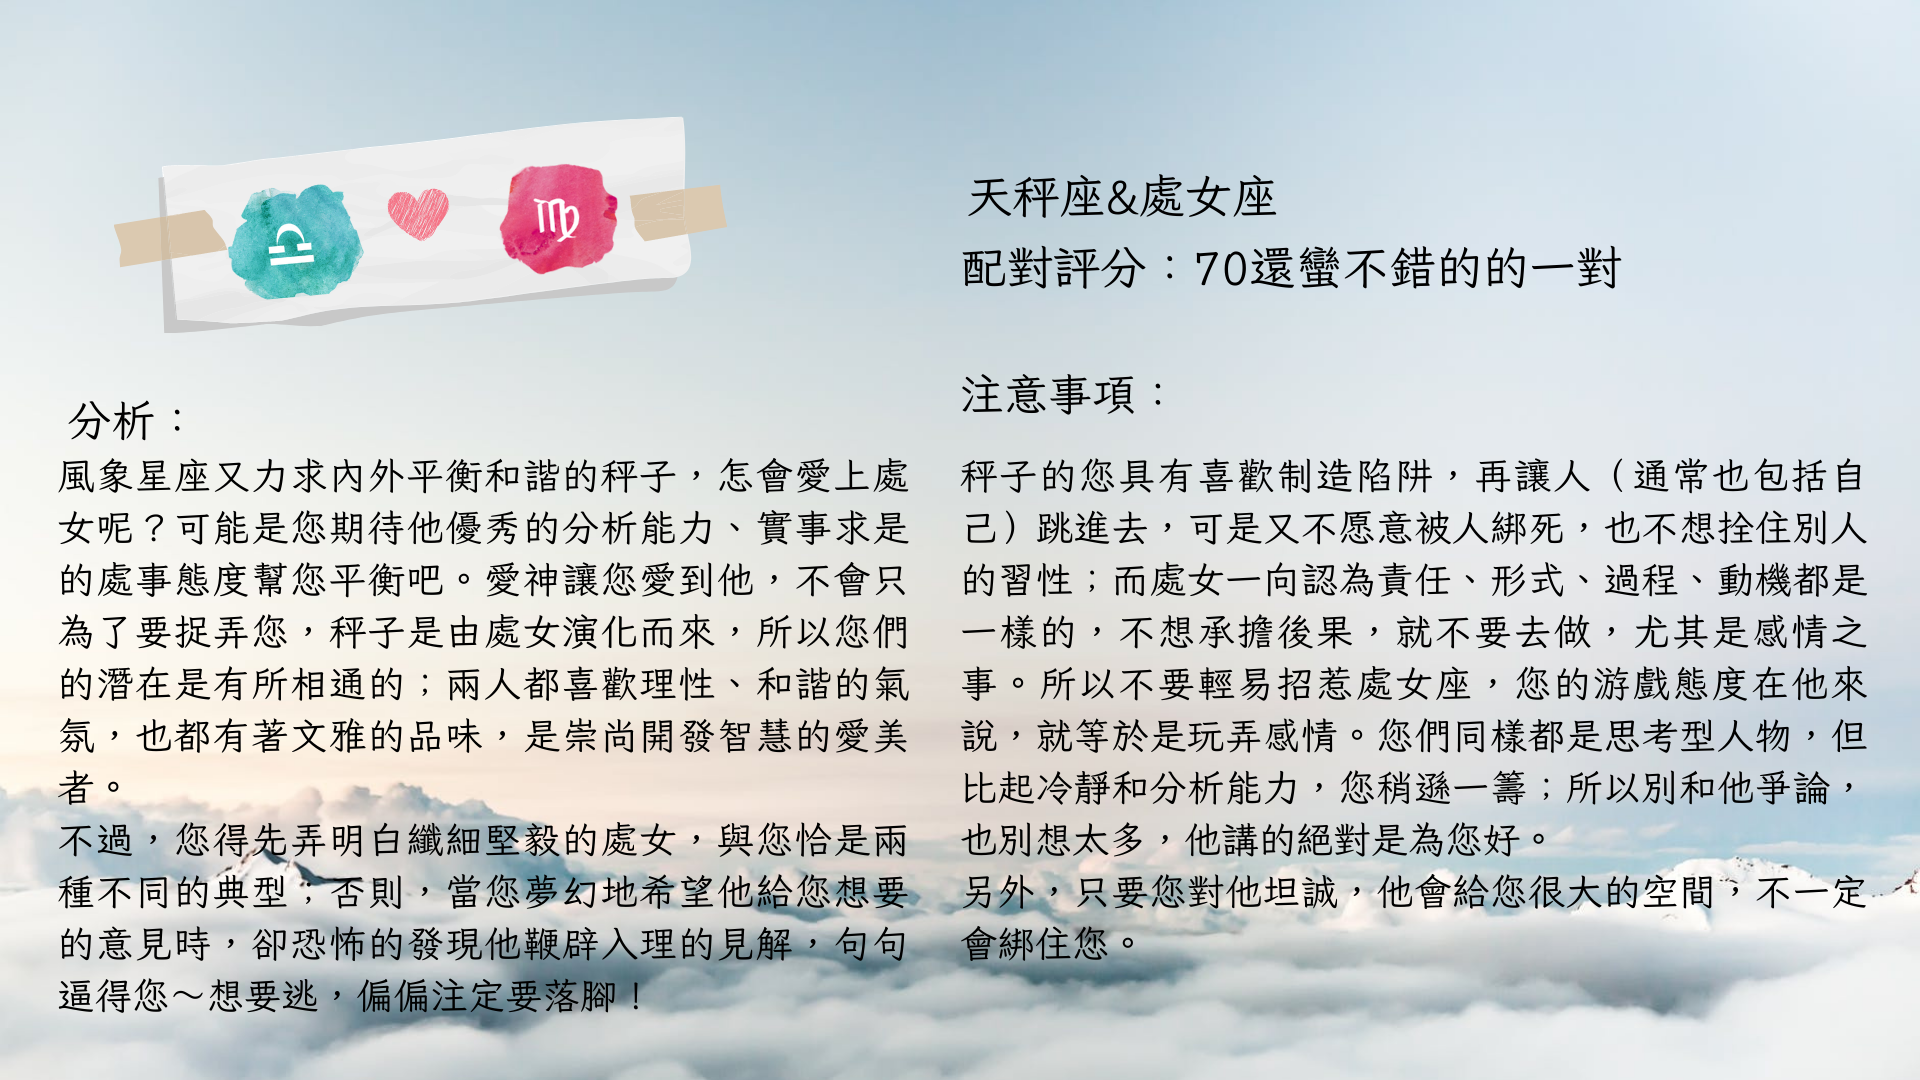 天秤座&處女座
配對評分：70還蠻不錯的的一對
分析：
風象星座又力求內外平衡和諧的秤子，怎會愛上處
女呢？可能是您期待他優秀的分析能力、實事求是
的處事態度幫您平衡吧。愛神讓您愛到他，不會只
為了要捉弄您，秤子是由處女演化而來，所以您們
的潛在是有所相通的；兩人都喜歡理性、和諧的氣
氛，也都有著文雅的品味，是崇尚開發智慧的愛美
者。
不過，您得先弄明白纖細堅毅的處女，與您恰是兩
種不同的典型；否則，當您夢幻地希望他給您想要
的意見時，卻恐怖的發現他鞭辟入理的見解，句句
逼得您～想要逃，偏偏注定要落腳！
注意事項：
秤子的您具有喜歡制造陷阱，再讓人（通常也包括自
己）跳進去，可是又不愿意被人綁死，也不想拴住別人
的習性；而處女一向認為責任、形式、過程、動機都是
一樣的，不想承擔後果，就不要去做，尤其是感情之
事。所以不要輕易招惹處女座，您的游戲態度在他來
說，就等於是玩弄感情。您們同樣都是思考型人物，但
比起冷靜和分析能力，您稍遜一籌；所以別和他爭論，
也別想太多，他講的絕對是為您好。
另外，只要您對他坦誠，他會給您很大的空間，不一定
會綁住您。